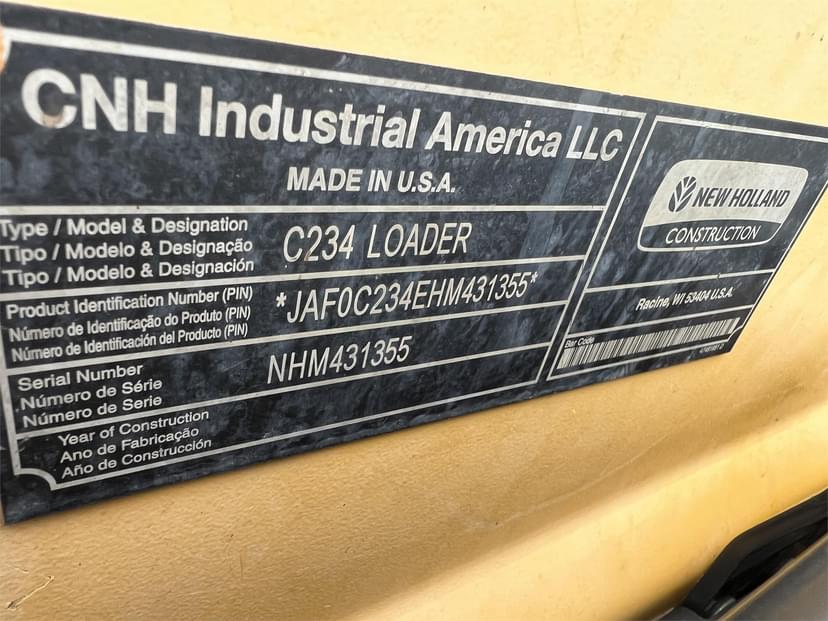 CNH Industrial America LLC
MADE IN U.S.A.
Type / Model & Designation
Tipo / Modelo & Designação
Tipo / Modelo & Designación
C234 LOADER
Product Identification Number (PIN)
Número de Identificação do Produto (PIN)
Número de Identificación del Producto (PIN)
*JAF0C234EHM431355*
Serial Number
Número de Série
Número de Serie
NHM431355
Year of Construction
Ano de Fabricação
Año de Construcción
NEW HOLLAND
CONSTRUCTION
Racine, WI 53404 U.S.A.
Bar Code